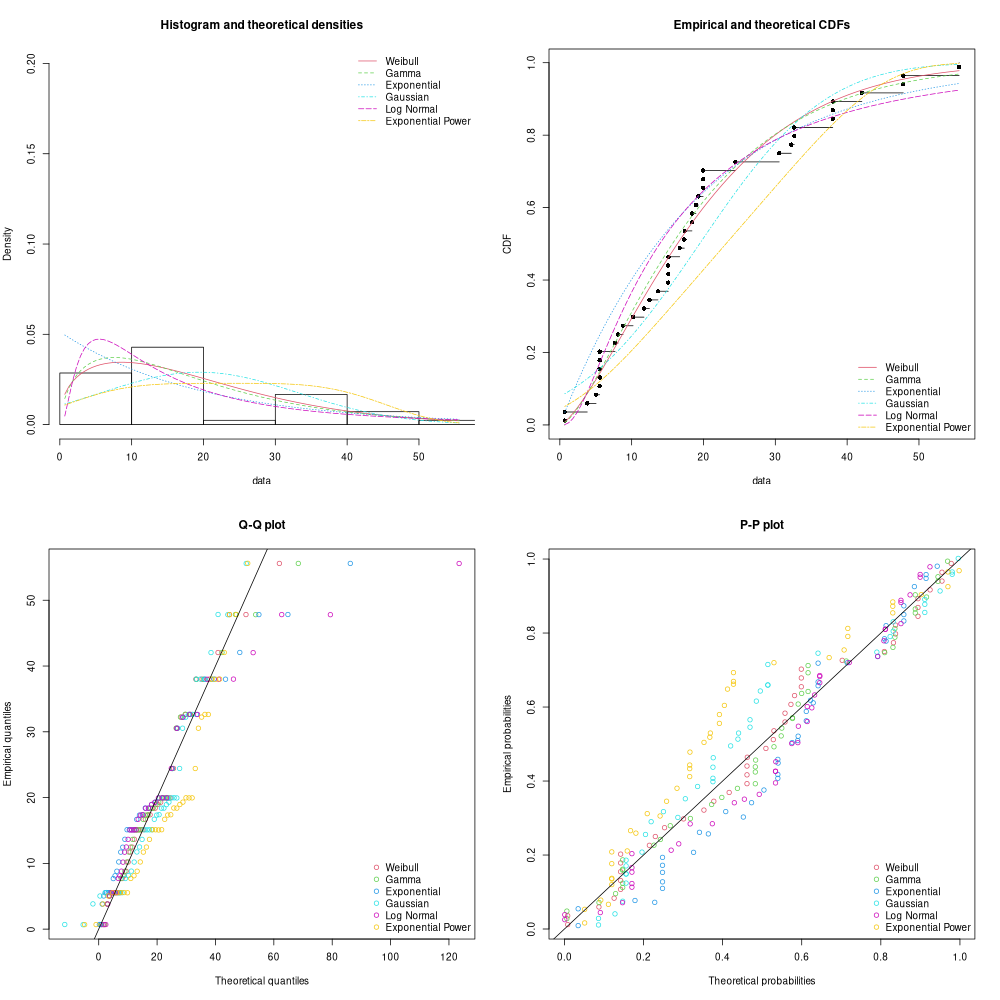 Histogram and theoretical densities
Density
0.00 0.05 0.10 0.15 0.20
Weibull
Gamma
Exponential
Gaussian
Log Normal
Exponential Power
0 10 20 30 40 50
data
Empirical and theoretical CDFs
CDF
0.0 0.2 0.4 0.6 0.8 1.0
Weibull
Gamma
Exponential
Gaussian
Log Normal
Exponential Power
0 10 20 30 40 50
data
Q-Q plot
Empirical quantiles
0 10 20 30 40 50
Weibull
Gamma
Exponential
Gaussian
Log Normal
Exponential Power
0 20 40 60 80 100 120
Theoretical quantiles
P-P plot
Empirical probabilities
0.0 0.2 0.4 0.6 0.8 1.0
Weibull
Gamma
Exponential
Gaussian
Log Normal
Exponential Power
0.0 0.2 0.4 0.6 0.8 1.0
Theoretical probabilities